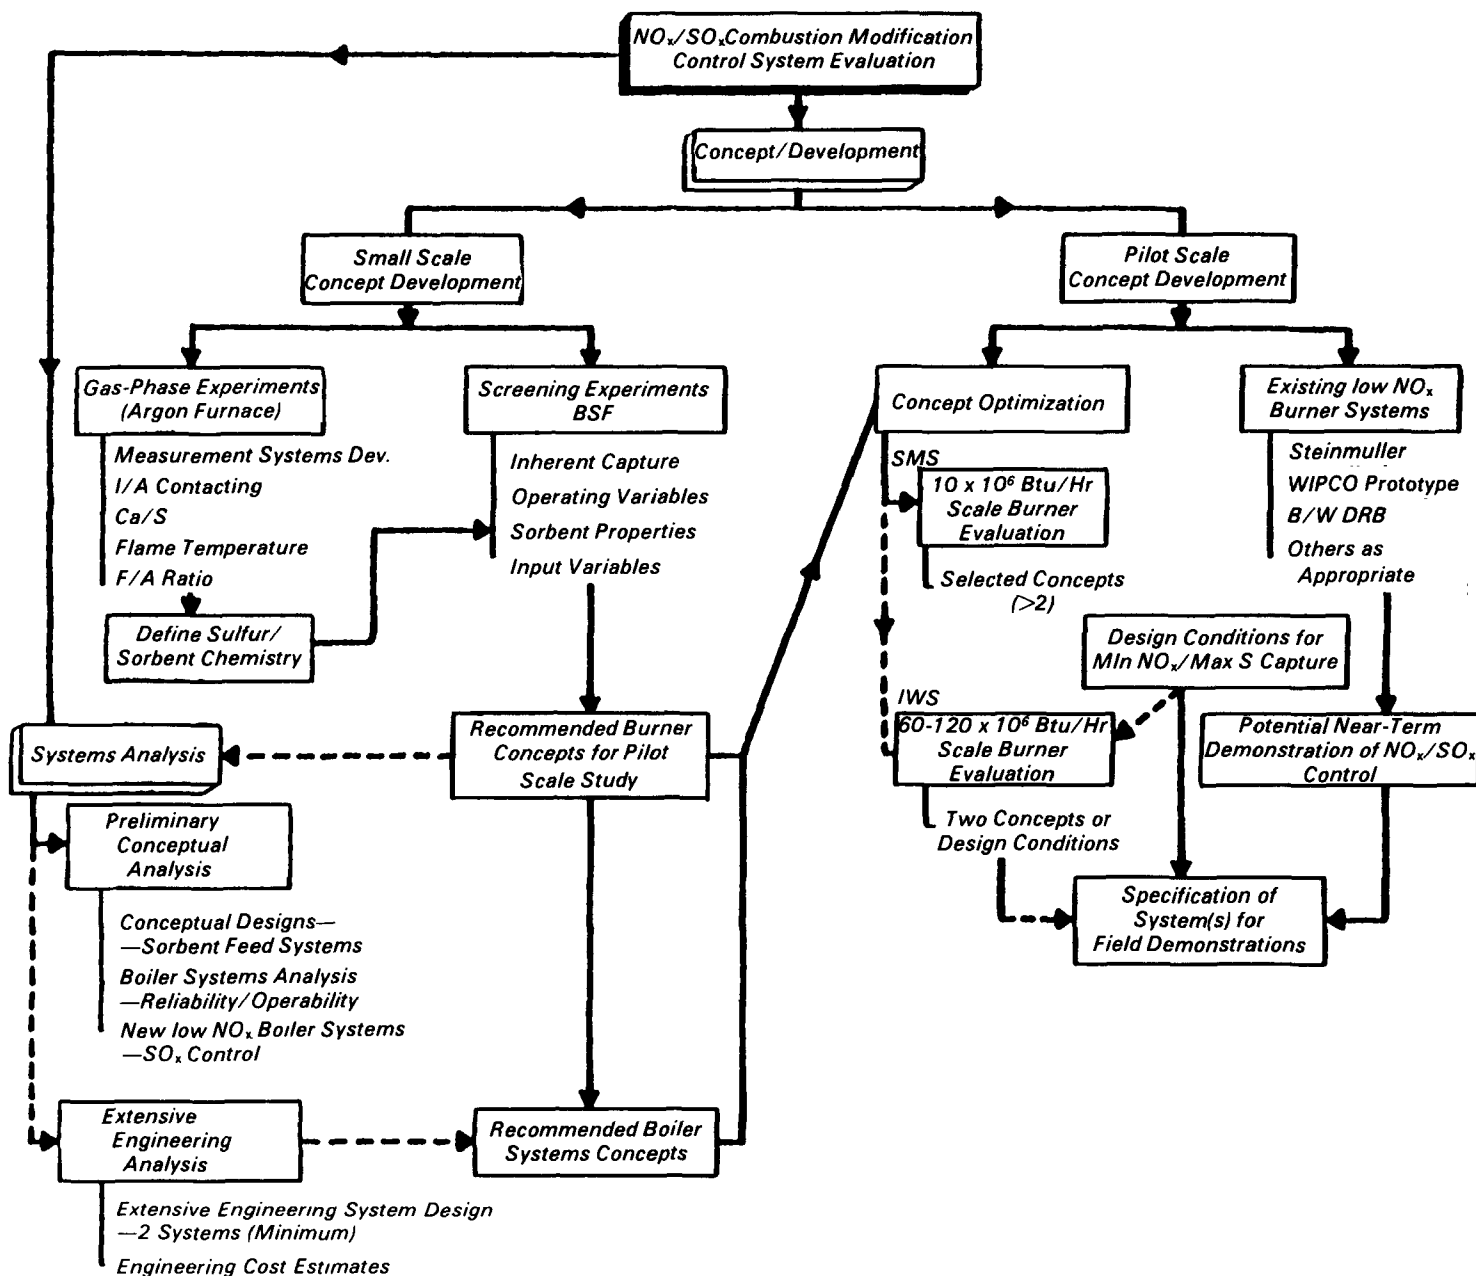 NOₓ/SOₓCombustion Modification
Control System Evaluation
Concept/Development
Small Scale
Concept Development
Pilot Scale
Concept Development
Gas-Phase Experiments
(Argon Furnace)
Measurement Systems Dev.
I/A Contacting
Ca/S
Flame Temperature
F/A Ratio
Define Sulfur/
Sorbent Chemistry
Screening Experiments
BSF
Inherent Capture
Operating Variables
Sorbent Properties
Input Variables
Concept Optimization
SMS
10 x 10⁶ Btu/Hr
Scale Burner
Evaluation
Selected Concepts
(>2)
Existing low NOₓ
Burner Systems
Steinmuller
WIPCO Prototype
B/W DRB
Others as
Appropriate
Design Conditions for
MIn NOₓ/Max S Capture
IWS
60-120 x 10⁶ Btu/Hr
Scale Burner
Evaluation
Two Concepts or
Design Conditions
Potential Near-Term
Demonstration of NOₓ/SOₓ
Control
Specification of
System(s) for
Field Demonstrations
Systems Analysis
Recommended Burner
Concepts for Pilot
Scale Study
Preliminary
Conceptual
Analysis
Conceptual Designs—
—Sorbent Feed Systems
Boiler Systems Analysis
—Reliability/Operability
New low NOₓ Boiler Systems
—SOₓ Control
Extensive
Engineering
Analysis
Recommended Boiler
Systems Concepts
Extensive Engineering System Design
—2 Systems (Minimum)
Engineering Cost Estimates